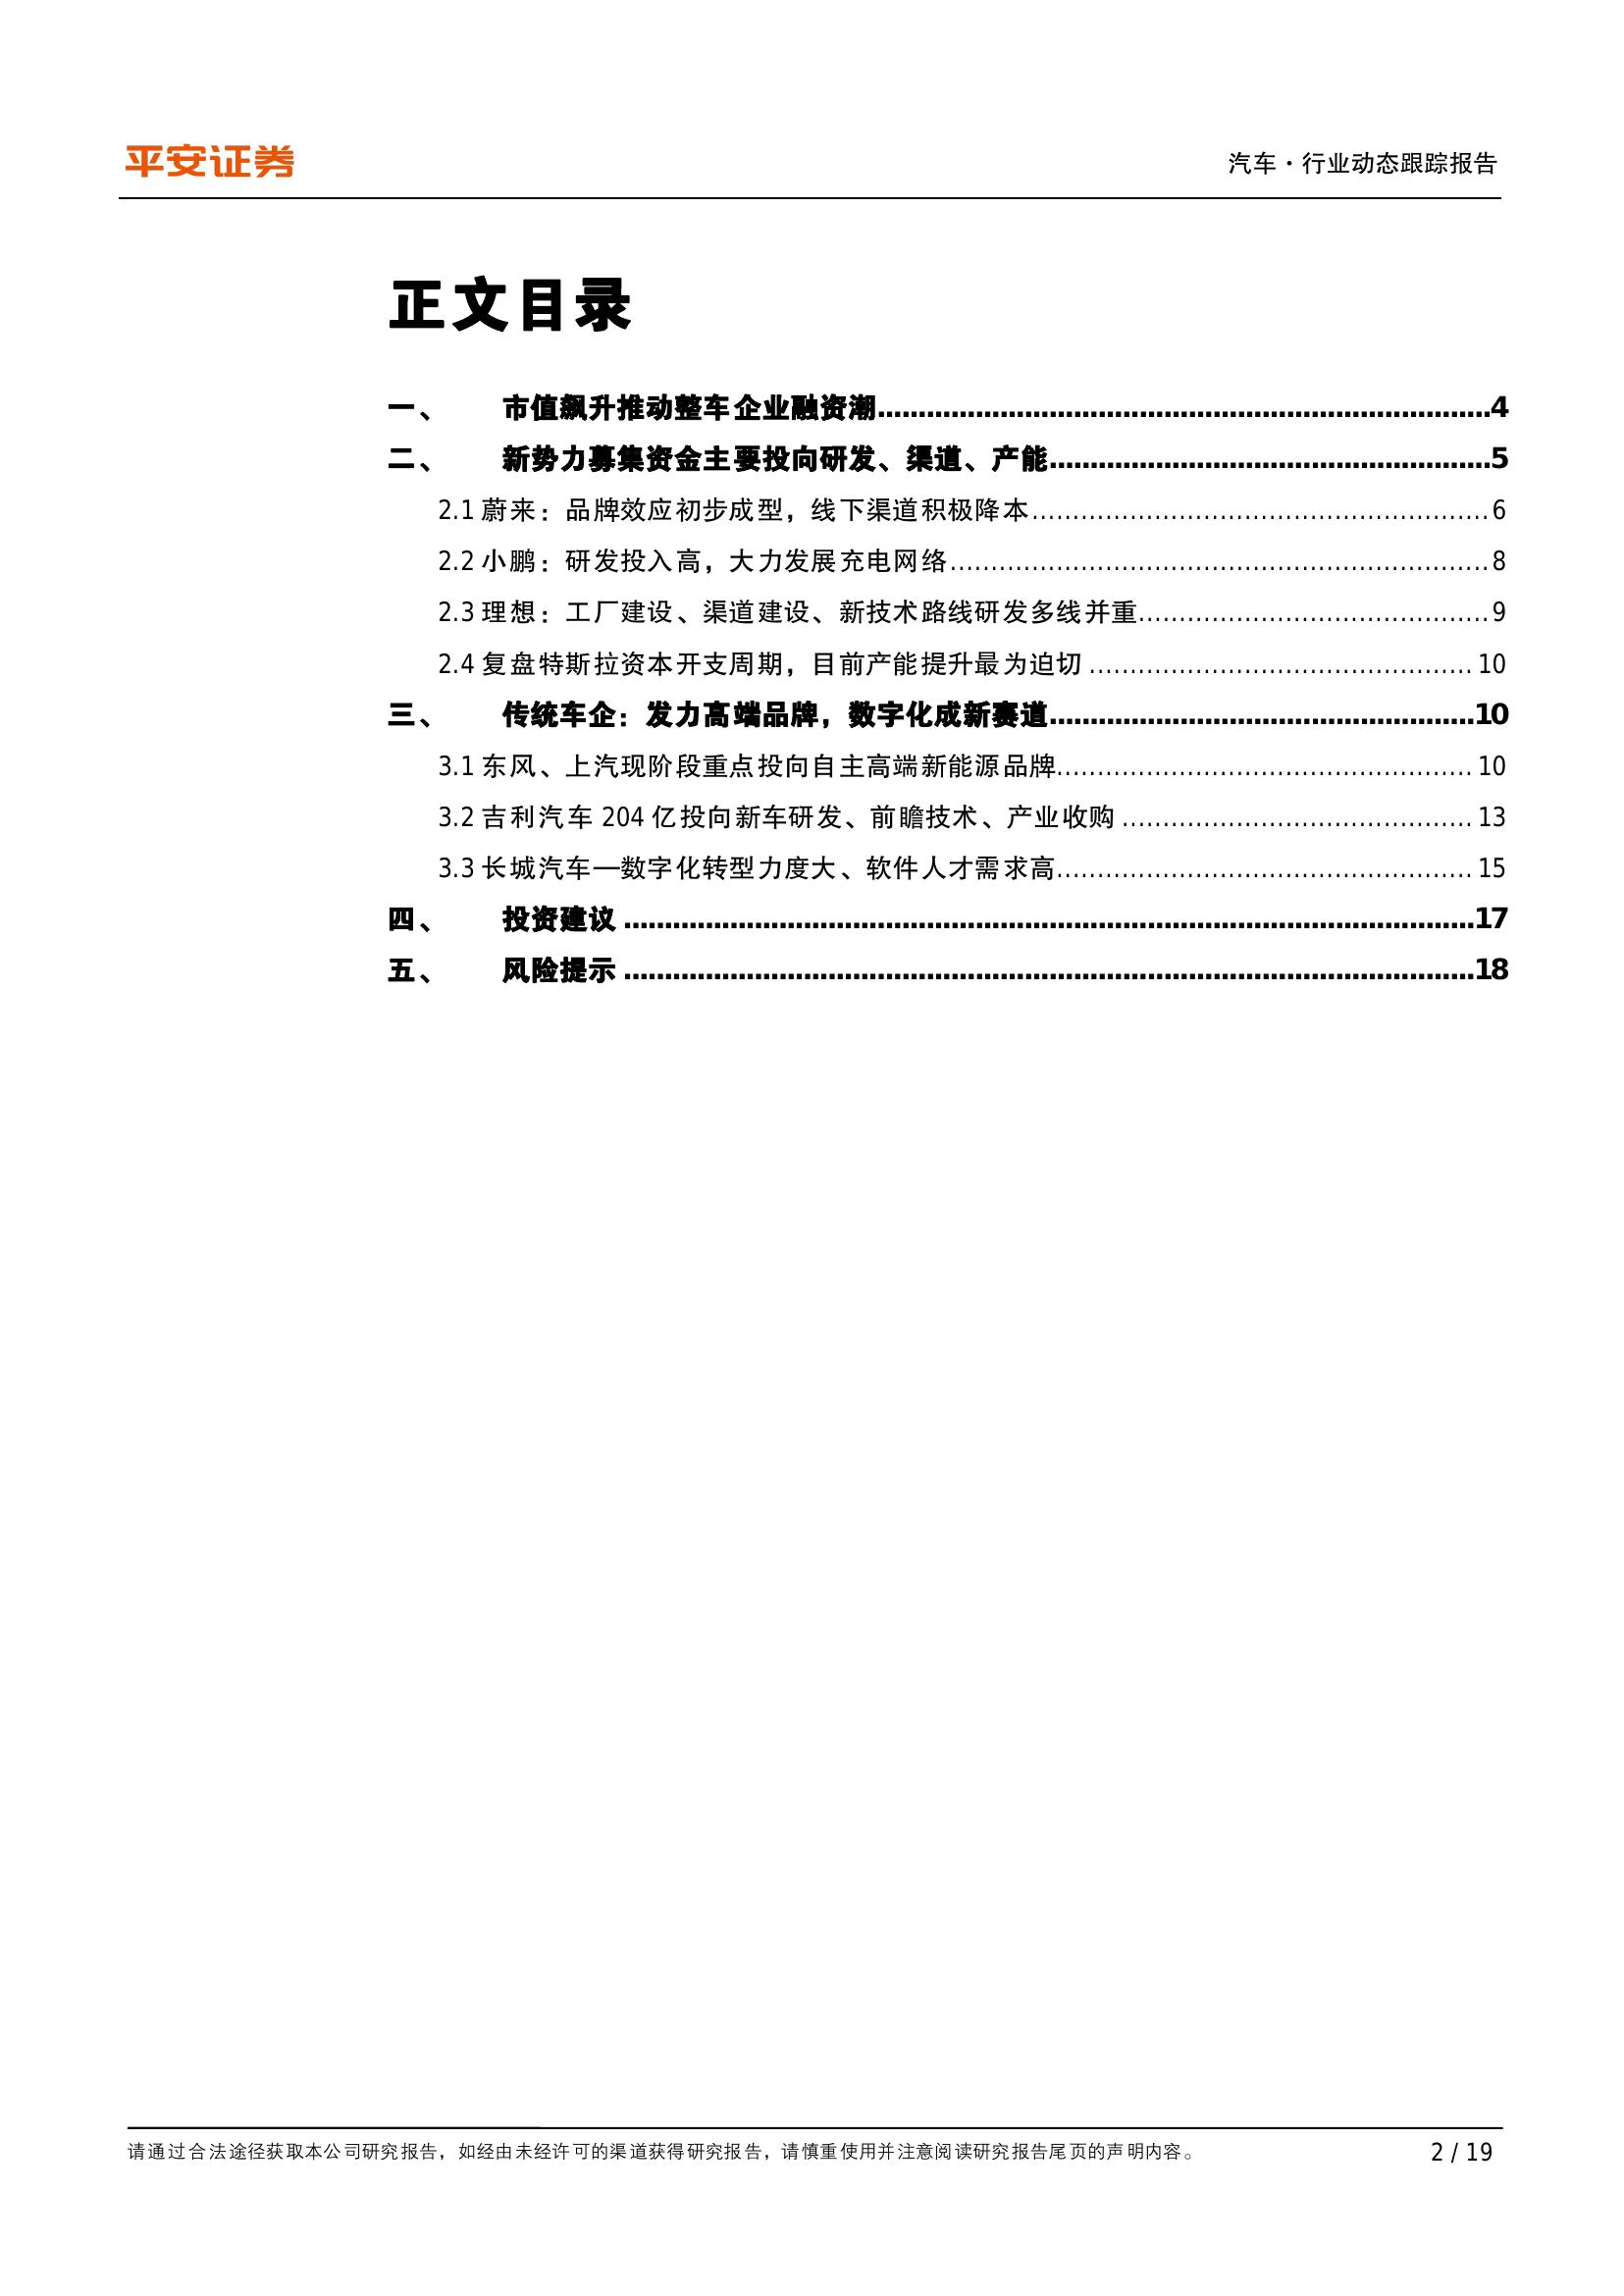 平安证券
汽车·行业动态跟踪报告
正文目录
一、 市值飙升推动整车企业融资潮..........................................................................4
二、 新势力募集资金主要投向研发、渠道、产能.....................................................5
2.1 蔚来：品牌效应初步成型，线下渠道积极降本.......................................................6
2.2 小鹏：研发投入高，大力发展充电网络.................................................................8
2.3 理想：工厂建设、渠道建设、新技术路线研发多线并重..........................................9
2.4 复盘特斯拉资本开支周期，目前产能提升最为迫切 ..............................................10
三、 传统车企：发力高端品牌，数字化成新赛道...................................................10
3.1 东风、上汽现阶段重点投向自主高端新能源品牌..................................................10
3.2 吉利汽车 204 亿投向新车研发、前瞻技术、产业收购 ..........................................13
3.3 长城汽车—数字化转型力度大、软件人才需求高..................................................15
四、 投资建议 ......................................................................................................17
五、 风险提示 ......................................................................................................18
请通过合法途径获取本公司研究报告，如经由未经许可的渠道获得研究报告，请慎重使用并注意阅读研究报告尾页的声明内容。
2 / 19